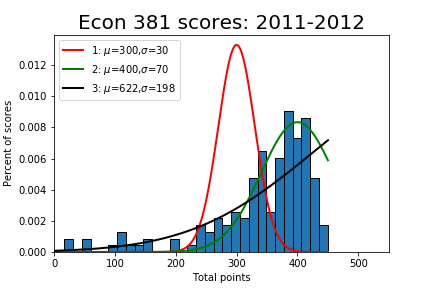 Econ 381 scores: 2011-2012
1: μ=300,σ=30
2: μ=400,σ=70
3: μ=622,σ=198
Percent of scores
0.012
0.010
0.008
0.006
0.004
0.002
0.000
0 100 200 300 400 500
Total points